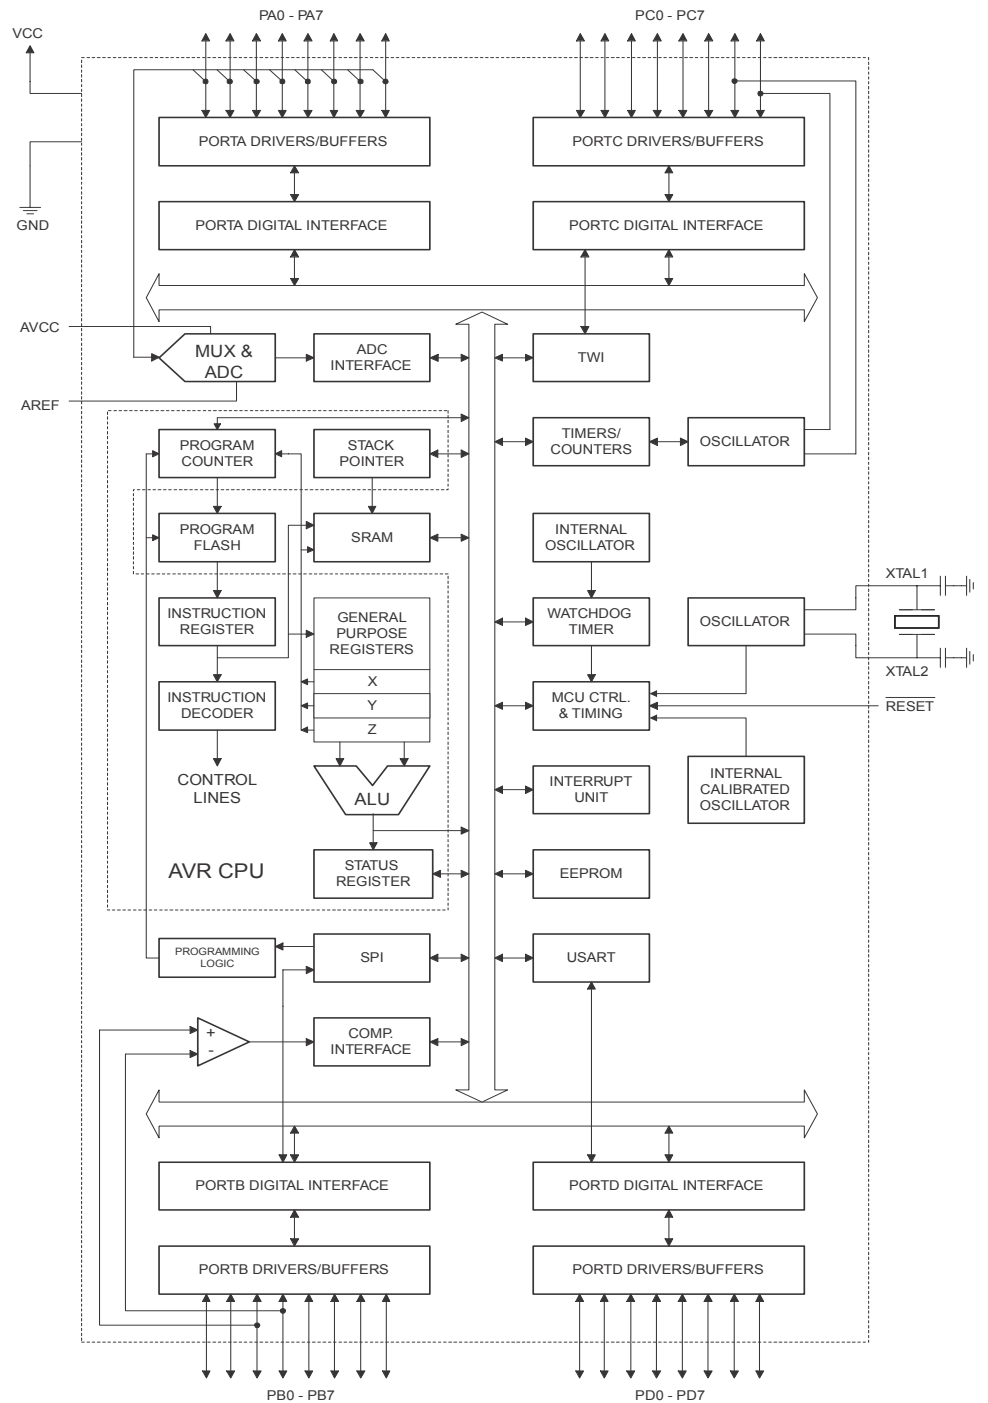 PA0 - PA7
PC0 - PC7
VCC
PORTA DRIVERS/BUFFERS
PORTC DRIVERS/BUFFERS
GND
PORTA DIGITAL INTERFACE
PORTC DIGITAL INTERFACE
AVCC
MUX &
ADC
ADC
INTERFACE
TWI
AREF
PROGRAM
COUNTER
STACK
POINTER
TIMERS/
COUNTERS
OSCILLATOR
PROGRAM
FLASH
SRAM
INTERNAL
OSCILLATOR
XTAL1
INSTRUCTION
REGISTER
GENERAL
PURPOSE
REGISTERS
WATCHDOG
TIMER
OSCILLATOR
XTAL2
X
Y
Z
INSTRUCTION
DECODER
MCU CTRL.
& TIMING
RESET
CONTROL
LINES
ALU
INTERRUPT
UNIT
INTERNAL
CALIBRATED
OSCILLATOR
AVR CPU
STATUS
REGISTER
EEPROM
PROGRAMMING
LOGIC
SPI
USART
+
-
COMP.
INTERFACE
PORTB DIGITAL INTERFACE
PORTD DIGITAL INTERFACE
PORTB DRIVERS/BUFFERS
PORTD DRIVERS/BUFFERS
PB0 - PB7
PD0 - PD7